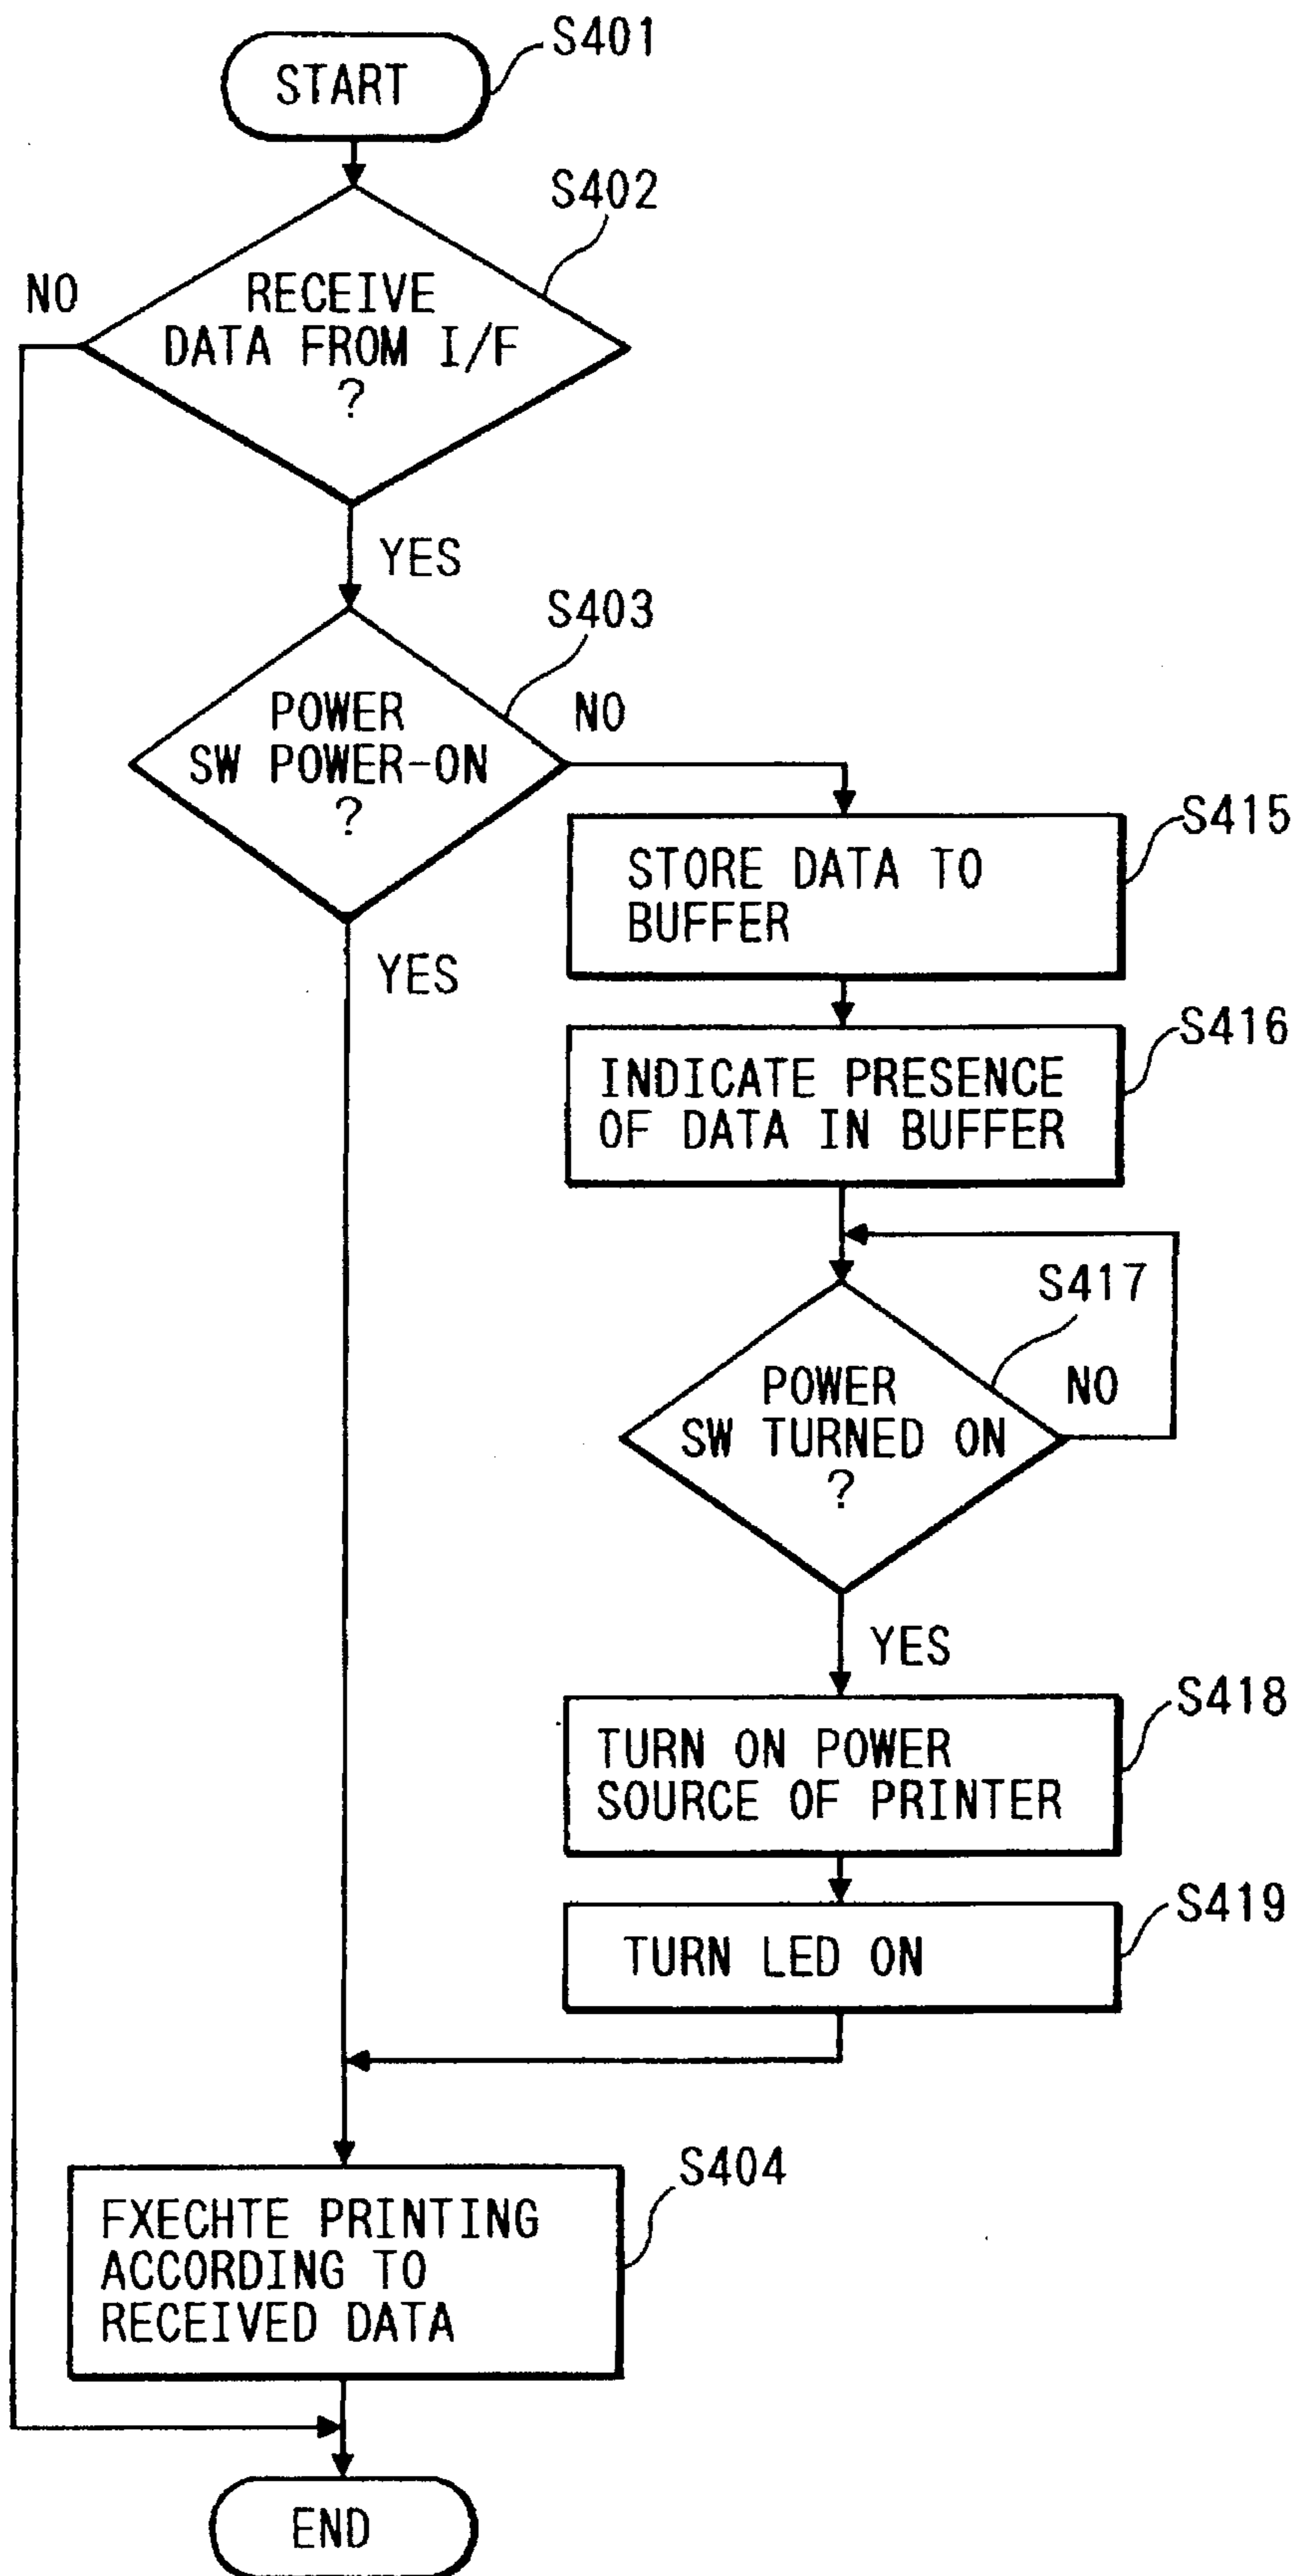 START
S401
S402
NO
RECEIVE
DATA FROM I/F
?
YES
S403
POWER
SW POWER-ON
?
NO
YES
S415
STORE DATA TO
BUFFER
S416
INDICATE PRESENCE
OF DATA IN BUFFER
S417
POWER
SW TURNED ON
?
NO
YES
S418
TURN ON POWER
SOURCE OF PRINTER
S419
TURN LED ON
S404
FXECHTE PRINTING
ACCORDING TO
RECEIVED DATA
END